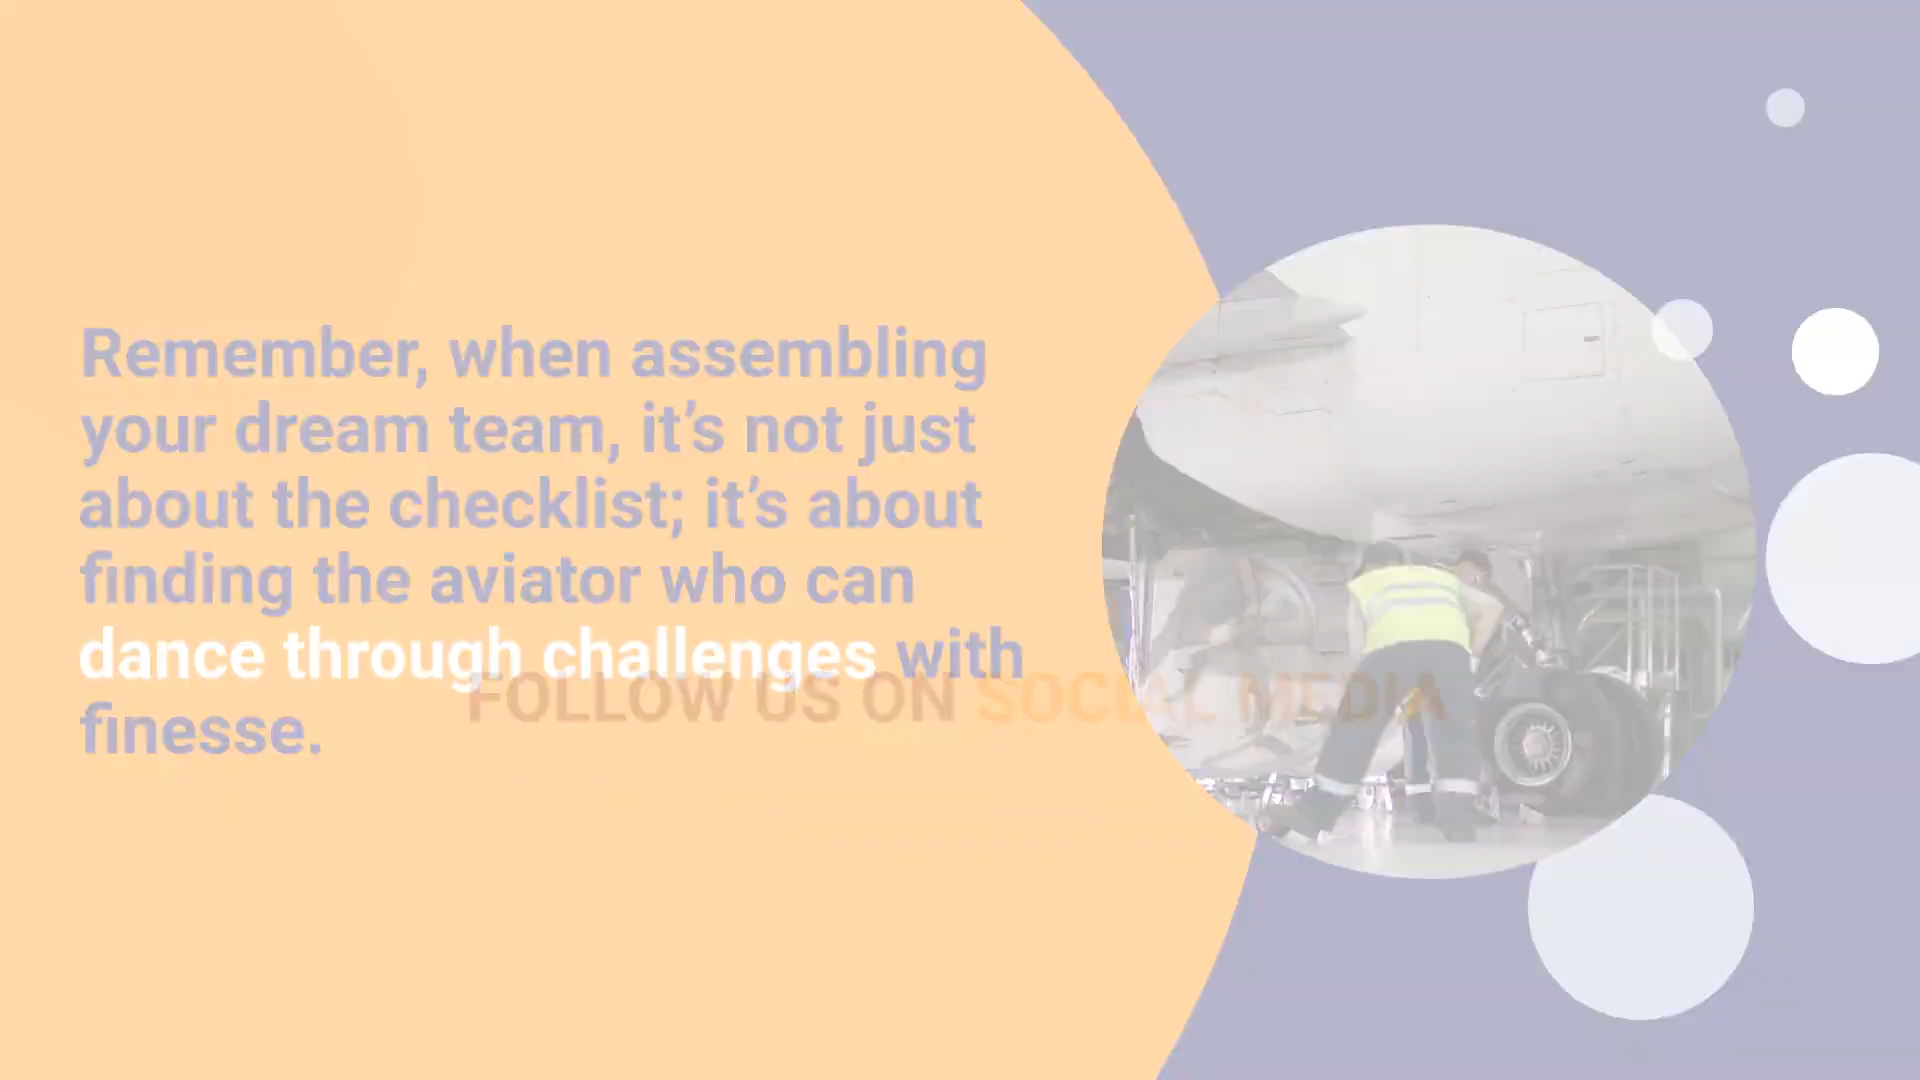 Remember, when assembling
your dream team, it’s not just
about the checklist; it’s about
finding the aviator who can
dance through challenges with
finesse.
FOLLOW US ON SOCIAL MEDIA